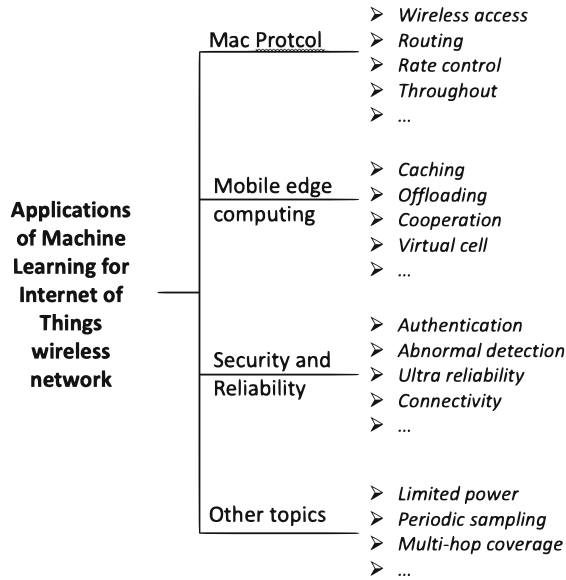 Applications
of Machine
Learning for
Internet of
Things
wireless
network
Mac Protcol
Wireless access
Routing
Rate control
Throughout
...
Mobile edge
computing
Caching
Offloading
Cooperation
Virtual cell
...
Security and
Reliability
Authentication
Abnormal detection
Ultra reliability
Connectivity
...
Other topics
Limited power
Periodic sampling
Multi-hop coverage
...